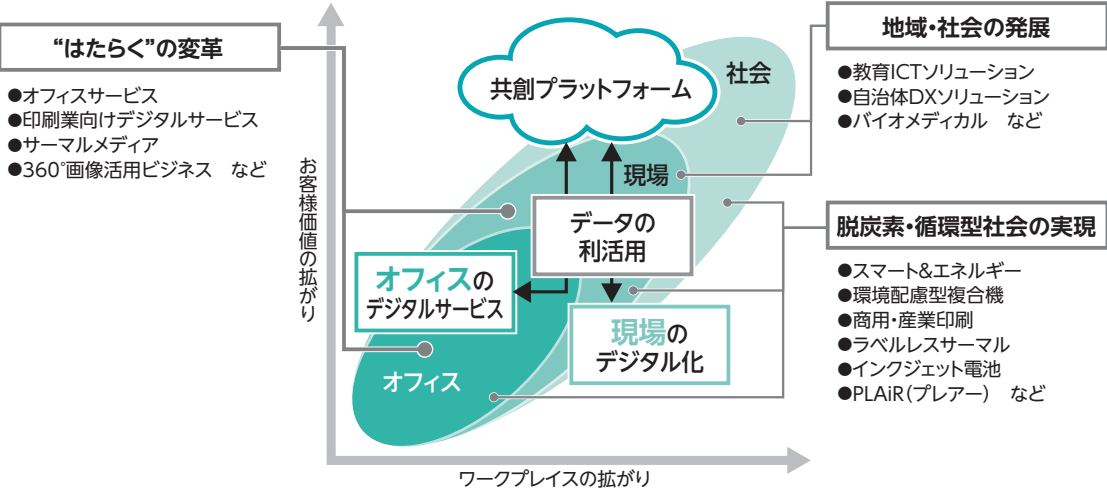 “はたらく”の変革
●オフィスサービス
●印刷業向けデジタルサービス
●サーマルメディア
●360°画像活用ビジネス　など
お客様価値の拡がり
共創プラットフォーム
社会
現場
データの
利活用
オフィスの
デジタルサービス
現場の
デジタル化
オフィス
ワークプレイスの拡がり
地域・社会の発展
●教育ICTソリューション
●自治体DXソリューション
●バイオメディカル　など
脱炭素・循環型社会の実現
●スマート&エネルギー
●環境配慮型複合機
●商用・産業印刷
●ラベルレスサーマル
●インクジェット電池
●PLAiR（プレアー）　など